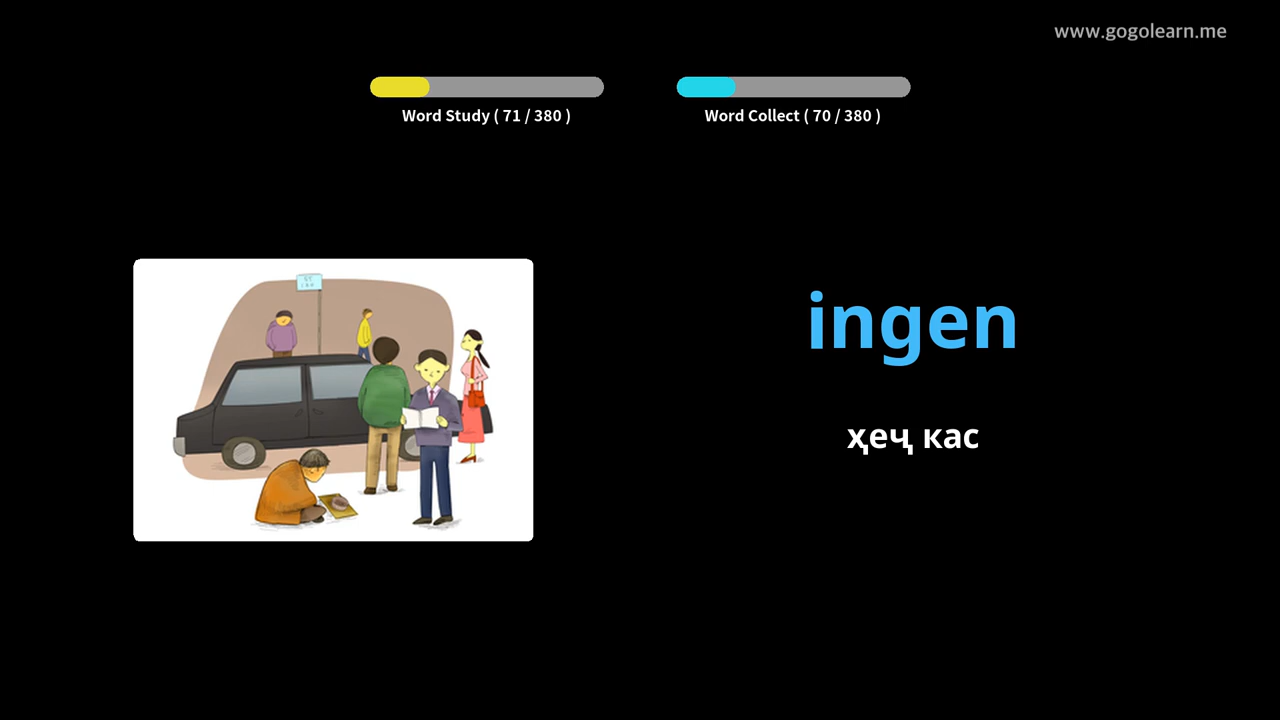 www.gogolearn.me
Word Study ( 71 / 380 )
Word Collect ( 70 / 380 )
ingen
ҳеҷ кас